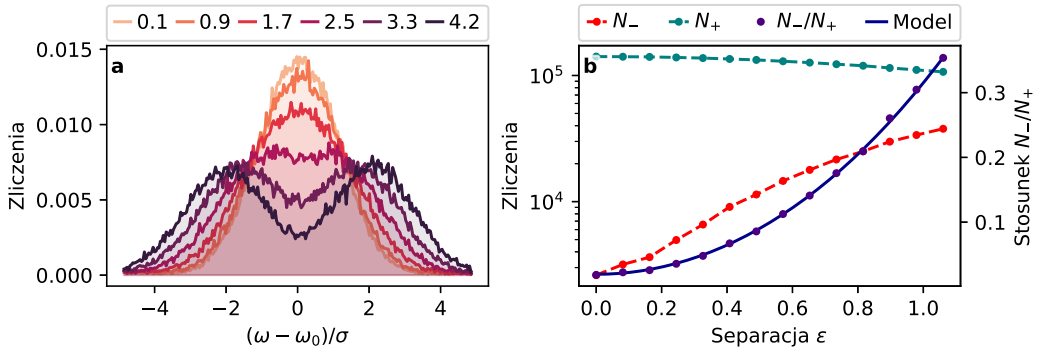 0.1 0.9 1.7 2.5 3.3 4.2
a
0.015
0.010
0.005
0.000
Zliczenia
−4 −2 0 2 4
(ω − ω₀)/σ
N₋ N₊ N₋/N₊ Model
b
10⁵
10⁴
Zliczenia
0.3
0.2
0.1
Stosunek N₋/N₊
0.0 0.2 0.4 0.6 0.8 1.0
Separacja ε